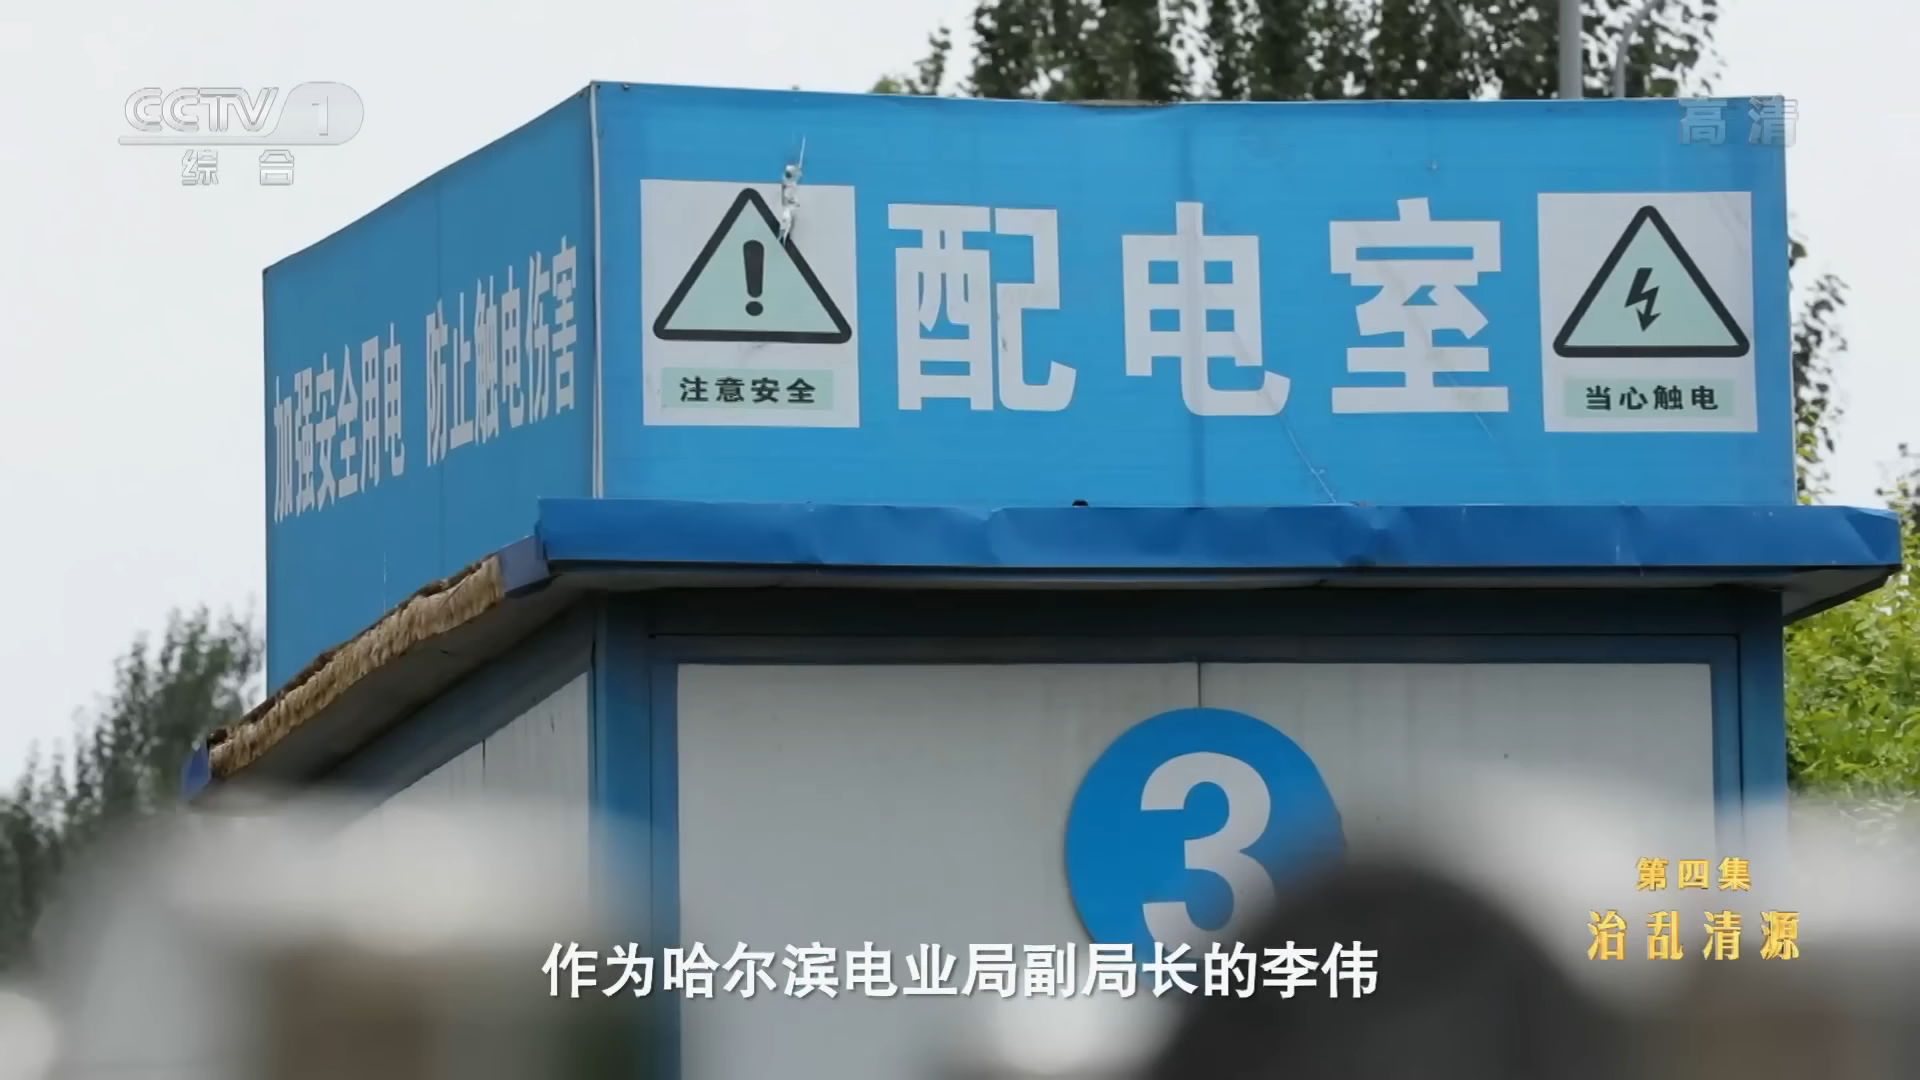 CCTV 1
综合
高清
加强安全用电 防止触电伤害
注意安全
配电室
当心触电
3
第四集
治乱清源
作为哈尔滨电业局副局长的李伟